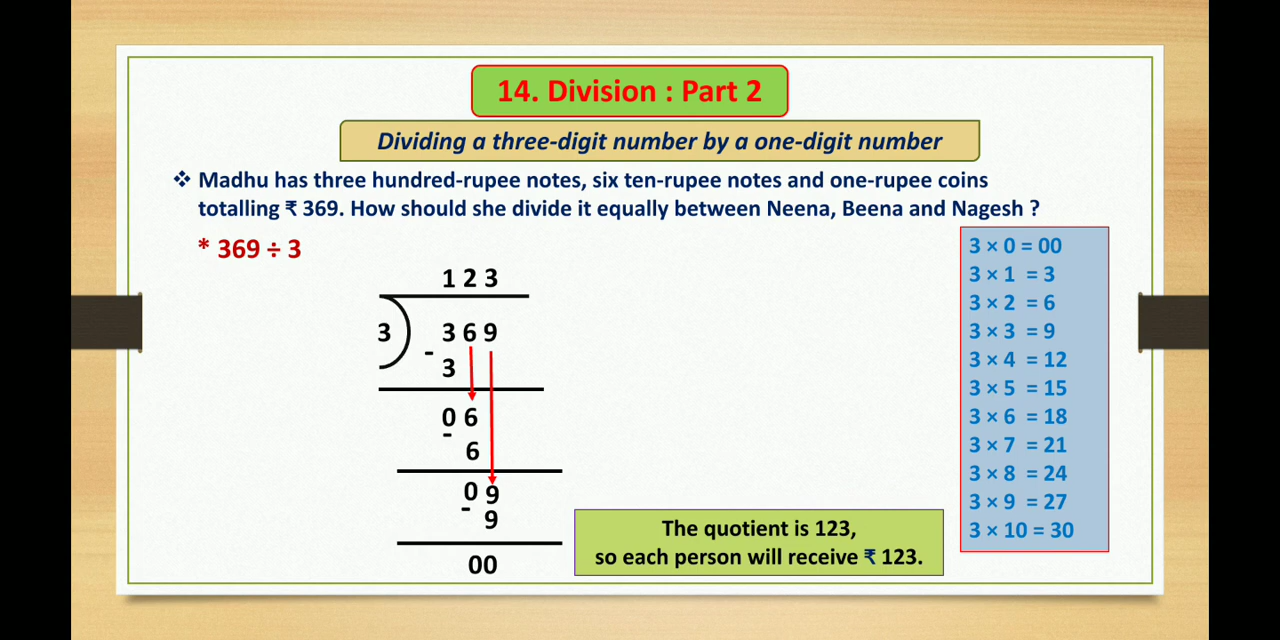 14. Division : Part 2
Dividing a three-digit number by a one-digit number
❖ Madhu has three hundred-rupee notes, six ten-rupee notes and one-rupee coins
totalling ₹ 369. How should she divide it equally between Neena, Beena and Nagesh ?
* 369 ÷ 3
1 2 3
3 3 6 9
-
3
0 6
-
6
0 9
-
9
00
The quotient is 123,
so each person will receive ₹ 123.
3 × 0 = 00
3 × 1 = 3
3 × 2 = 6
3 × 3 = 9
3 × 4 = 12
3 × 5 = 15
3 × 6 = 18
3 × 7 = 21
3 × 8 = 24
3 × 9 = 27
3 × 10 = 30